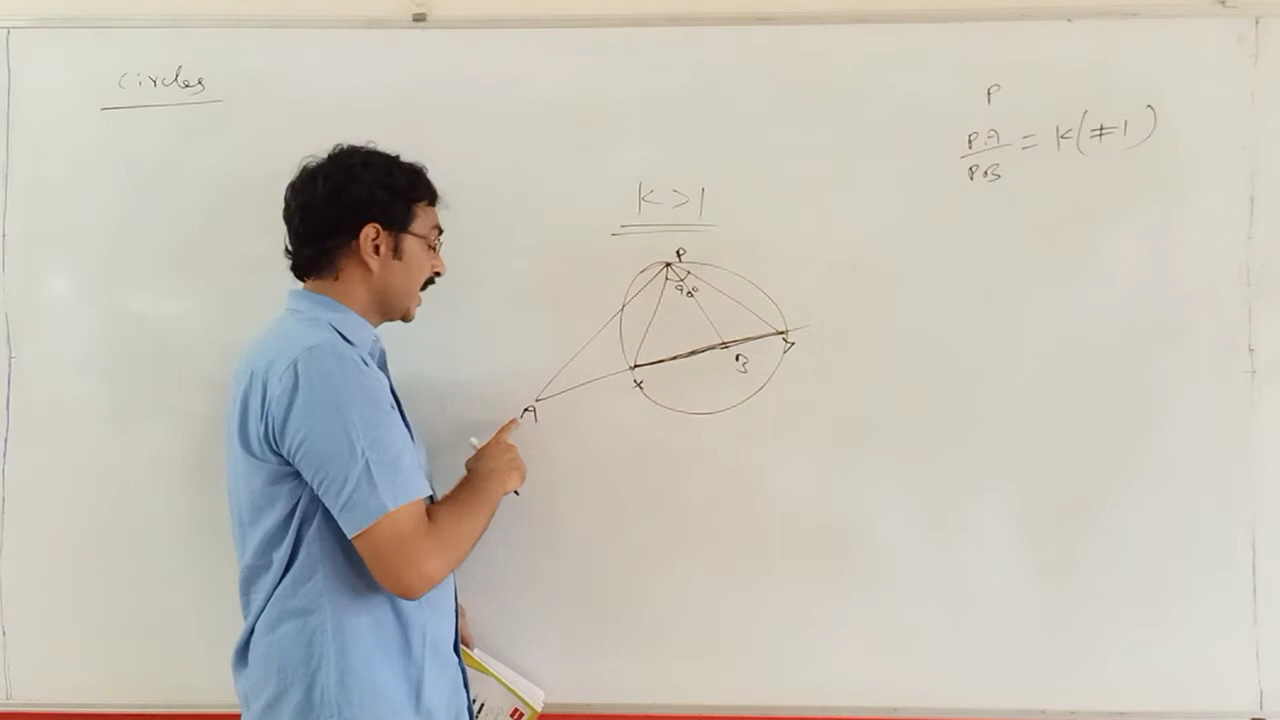 circles
P
PA/PB = K(≠1)
K>1
P
90°
B
x
y
A